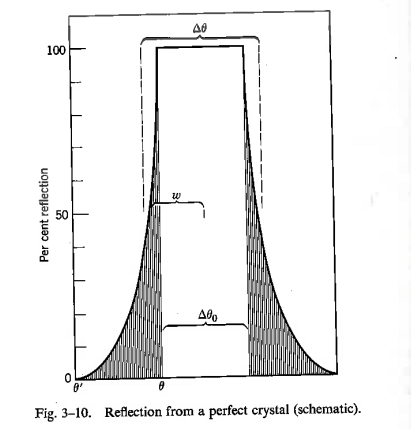 Δθ
100
w
50
Per cent reflection
Δθ₀
0
θ'
θ
Fig. 3–10. Reflection from a perfect crystal (schematic).